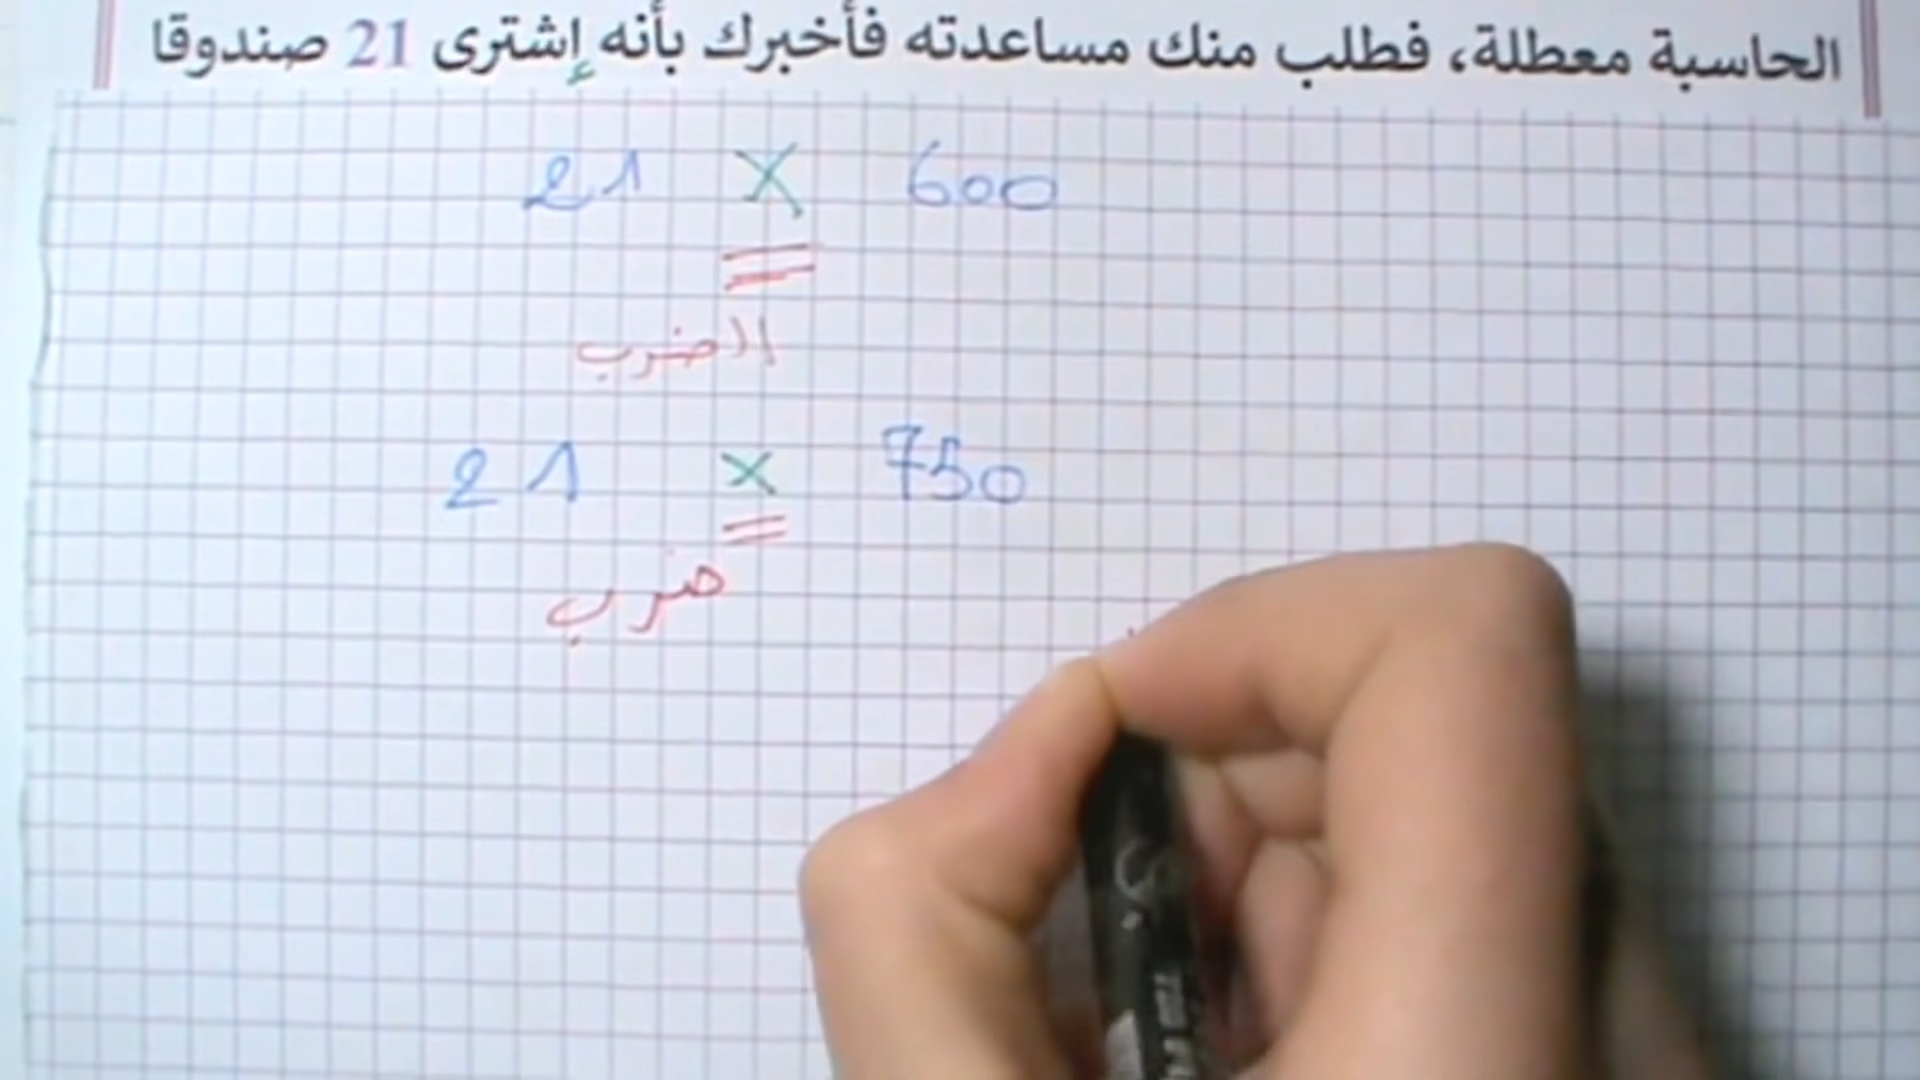 الحاسبة معطلة، فطلب منك مساعدته فأخبرك بأنه إشترى 21 صندوقا
21 × 600
=
الضرب
21 × 750
=
ضرب